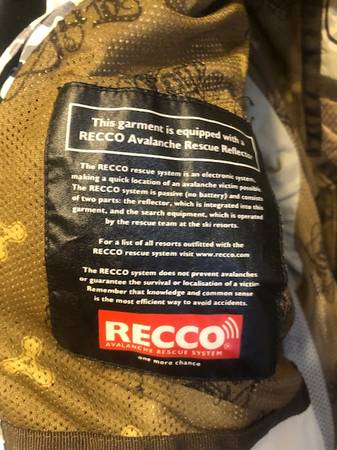 This garment is equipped with a
RECCO Avalanche Rescue Reflector
The RECCO rescue system is an electronic system,
making a quick location of an avalanche victim possible.
The RECCO system is passive (no battery) and consists
of two parts: the reflector, which is integrated into this
garment, and the search equipment, which is operated
by the rescue team at the ski resorts.
For a list of all resorts outfitted with the
RECCO rescue system visit www.recco.com
The RECCO system does not prevent avalanches
or guarantee the survival or localisation of a victim.
Remember that knowledge and common sense
is the most efficient way to avoid accidents.
RECCO®
AVALANCHE RESCUE SYSTEM
one more chance